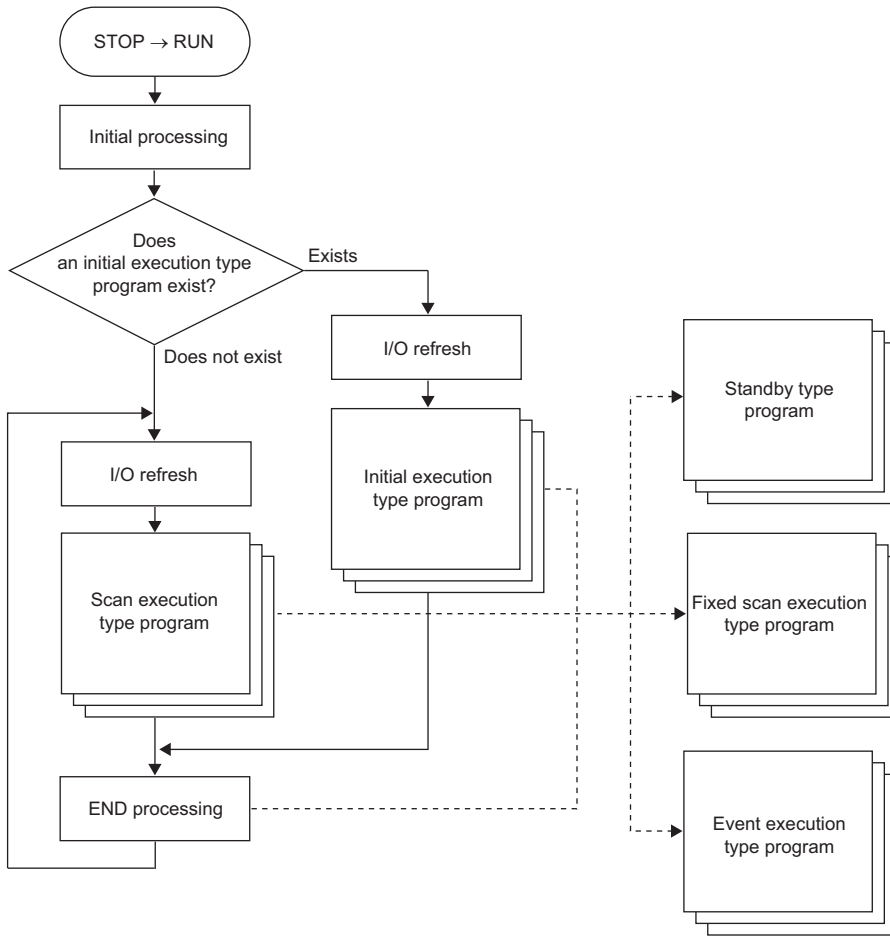 STOP → RUN
Initial processing
Does
an initial execution type
program exist?
Exists
Does not exist
I/O refresh
Initial execution
type program
I/O refresh
Scan execution
type program
END processing
Standby type
program
Fixed scan execution
type program
Event execution
type program